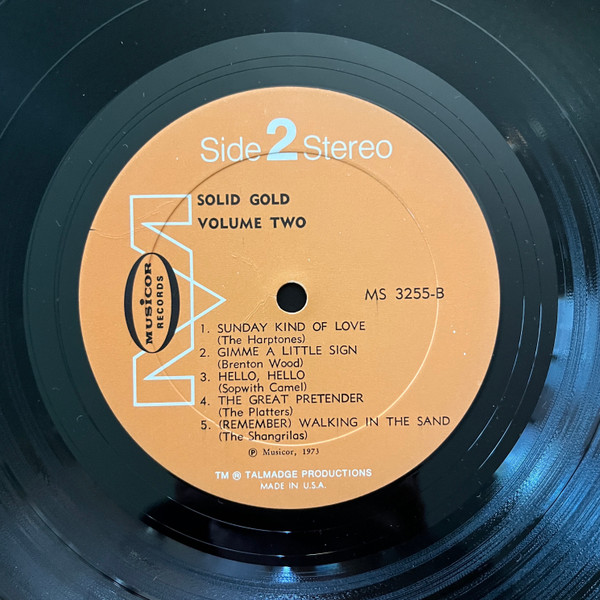 Side 2 Stereo
SOLID GOLD
VOLUME TWO
MUSICOR
RECORDS
MS 3255-B
1. SUNDAY KIND OF LOVE
(The Harptones)
2. GIMME A LITTLE SIGN
(Brenton Wood)
3. HELLO, HELLO
(Sopwith Camel)
4. THE GREAT PRETENDER
(The Platters)
5. (REMEMBER) WALKING IN THE SAND
(The Shangrilas)
℗ Musicor, 1973
TM ® TALMADGE PRODUCTIONS
MADE IN U.S.A.